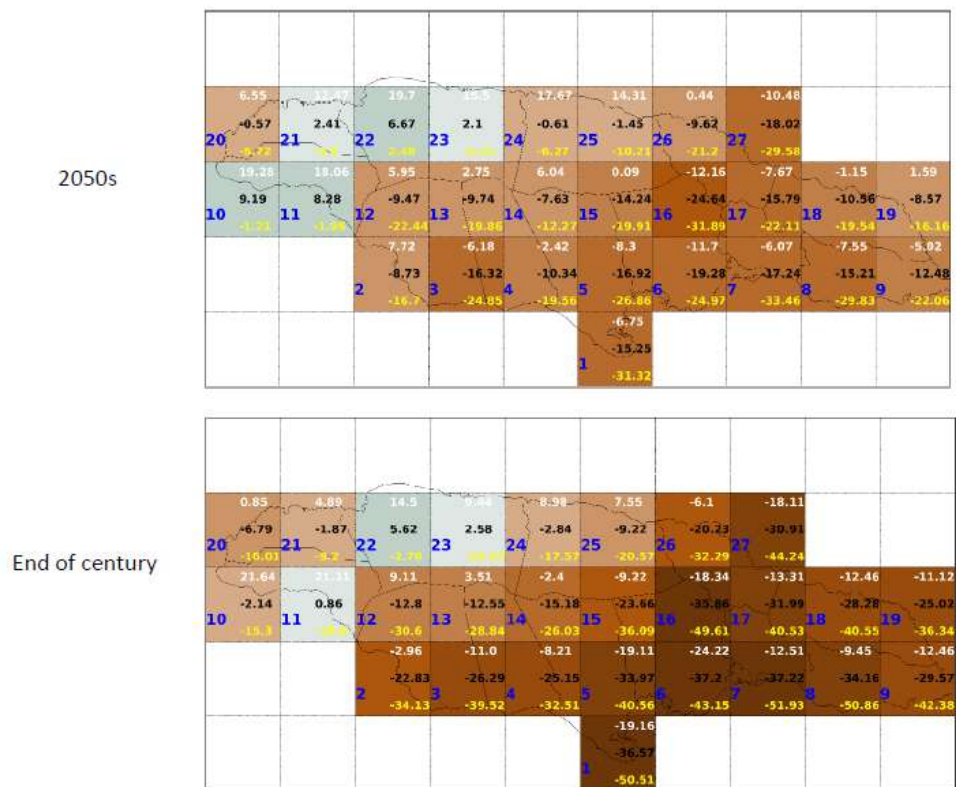 6.55 19.7 17.67 14.31 0.44 -10.48
-0.57 2.41 6.67 2.1 -0.61 -1.45 -9.62 -18.02
20 21 22 23 24 25 26 27
-6.27 -10.21 -21.2 -29.58
2050s
19.28 18.06 5.95 2.75 6.04 0.09 -12.16 -7.67 -1.15 1.59
9.19 8.28 -9.47 -9.74 -7.63 -14.24 -24.64 -15.79 -10.56 -8.57
10 11 12 13 14 15 16 17 18 19
-22.44 -19.86 -12.27 -19.91 -31.89 -22.11 -19.54 -16.16
7.72 -6.18 -2.42 -8.3 -11.7 -6.07 -7.55 -5.02
-8.73 -16.32 -10.34 -16.92 -19.28 -17.24 -15.21 -12.48
2 3 4 5 6 7 8 9
-16.7 -24.85 -19.56 -26.86 -24.97 -33.46 -29.83 -22.06
-6.75
-15.25
1
-31.32
0.85 4.89 14.5 8.98 7.55 -6.1 -18.11
-6.79 -1.87 5.62 2.58 -2.84 -9.22 -20.23 -30.91
20 21 22 23 24 25 26 27
-16.01 -9.2 -17.57 -20.57 -32.29 -44.24
End of century
21.64 21.11 9.11 3.51 -2.4 -9.22 -18.34 -13.31 -12.46 -11.12
-2.14 0.86 -12.8 -12.55 -15.18 -23.66 -35.86 -31.99 -28.28 -25.02
10 11 12 13 14 15 16 17 18 19
-15.3 -30.6 -28.84 -26.03 -36.09 -49.61 -40.53 -40.55 -36.34
-2.96 -11.0 -8.21 -19.11 -24.22 -12.51 -9.45 -12.46
-22.83 -26.29 -25.15 -33.97 -37.2 -37.22 -34.16 -29.57
2 3 4 5 6 7 8 9
-34.13 -39.52 -32.51 -40.56 -43.15 -51.93 -50.86 -42.38
-19.16
-36.57
1
-50.51